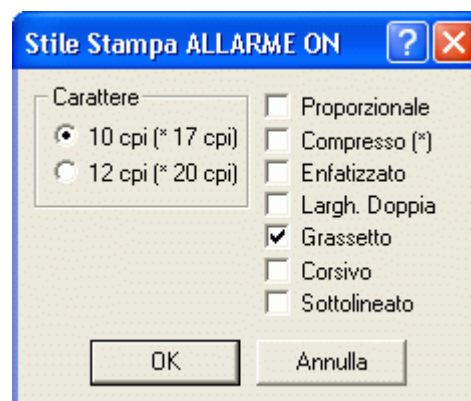 Stile Stampa ALLARME ON
?
Carattere
10 cpi (* 17 cpi)
12 cpi (* 20 cpi)
Proporzionale
Compresso (*)
Enfatizzato
Largh. Doppia
Grassetto
Corsivo
Sottolineato
OK
Annulla